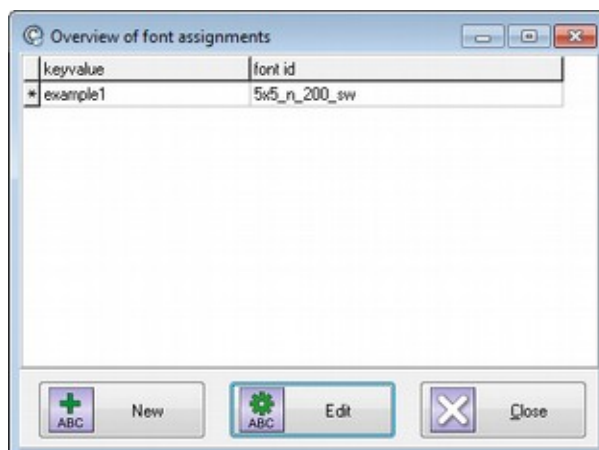 Overview of font assignments
keyvalue font id
* example1 5x5_n_200_sw
ABC New ABC Edit Close